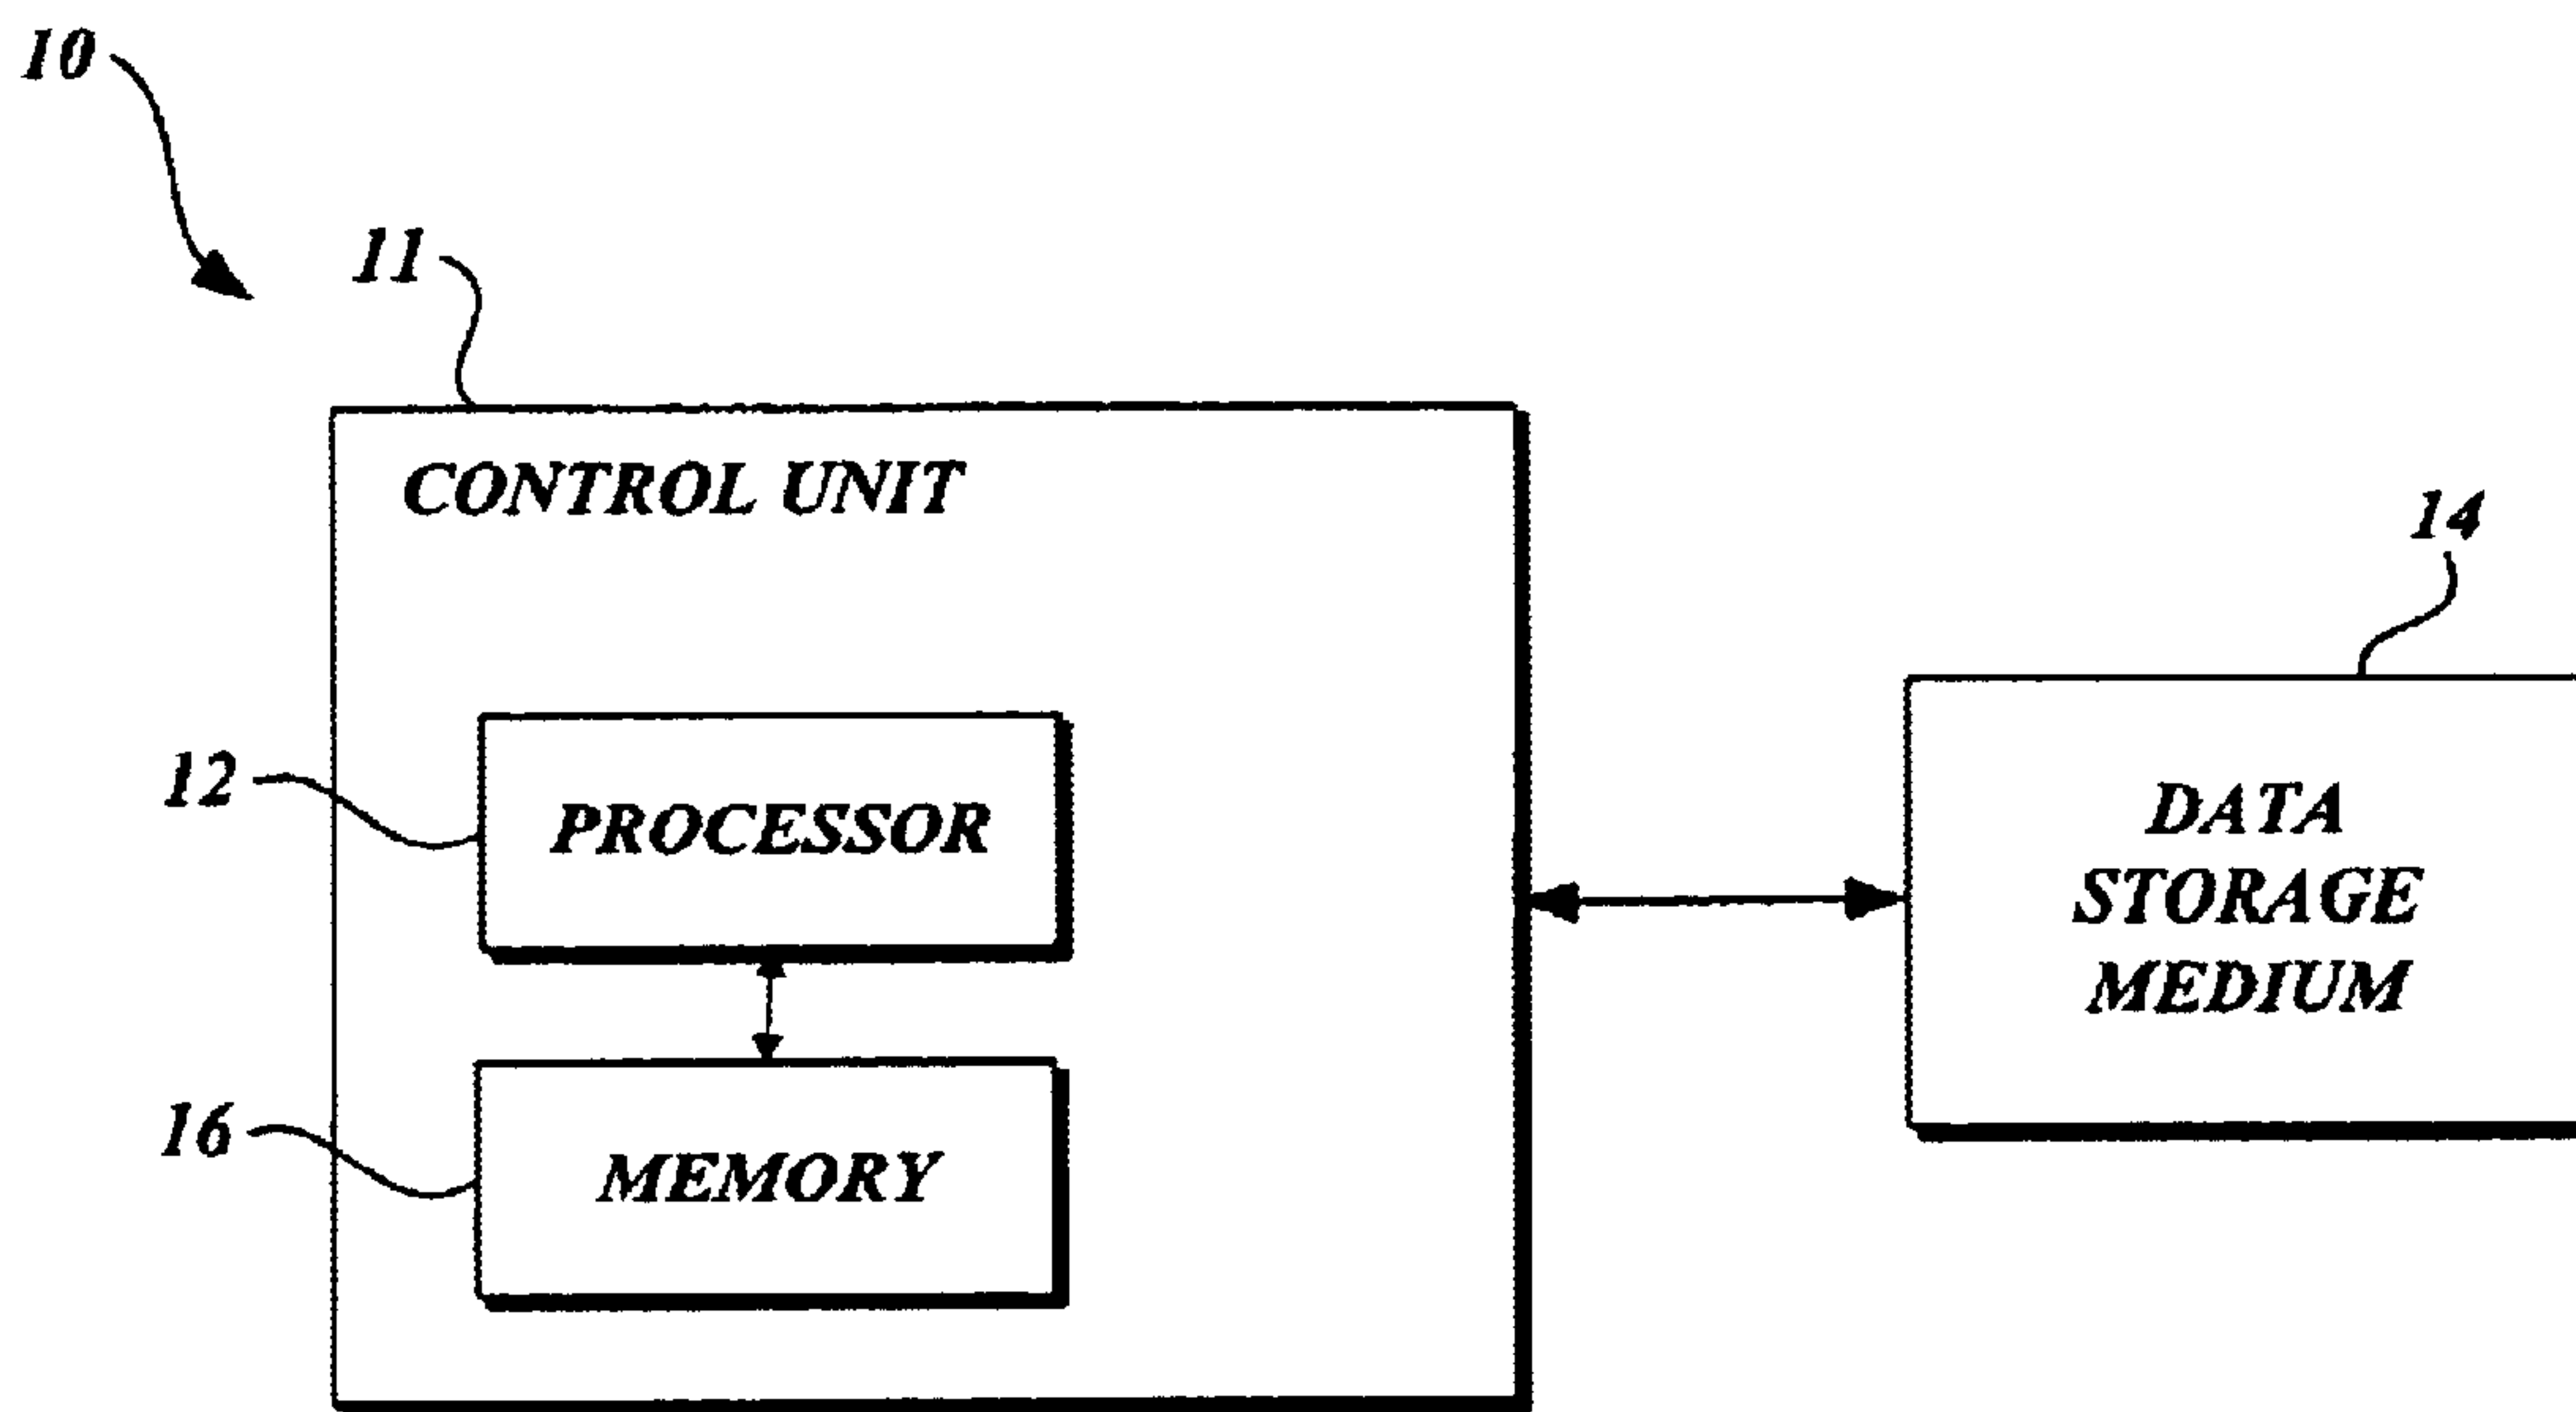 10
11
CONTROL UNIT
14
12
PROCESSOR
DATA
STORAGE
MEDIUM
16
MEMORY